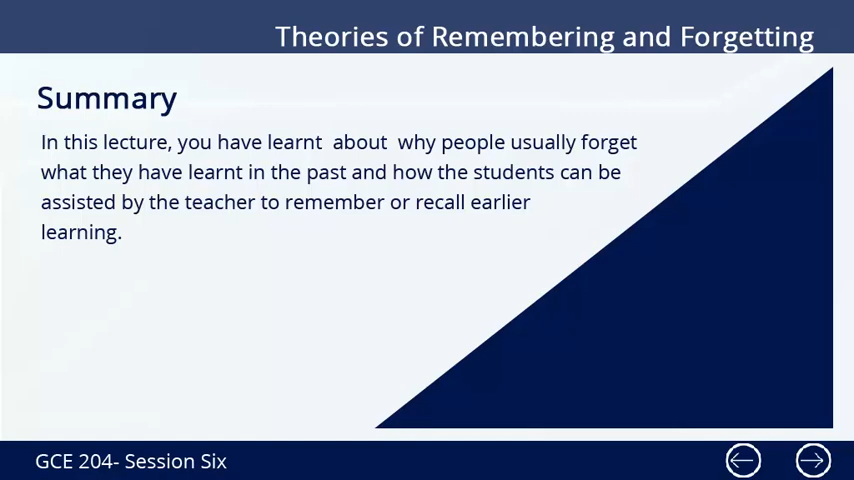 Theories of Remembering and Forgetting
Summary
In this lecture, you have learnt about why people usually forget
what they have learnt in the past and how the students can be
assisted by the teacher to remember or recall earlier
learning.
GCE 204- Session Six